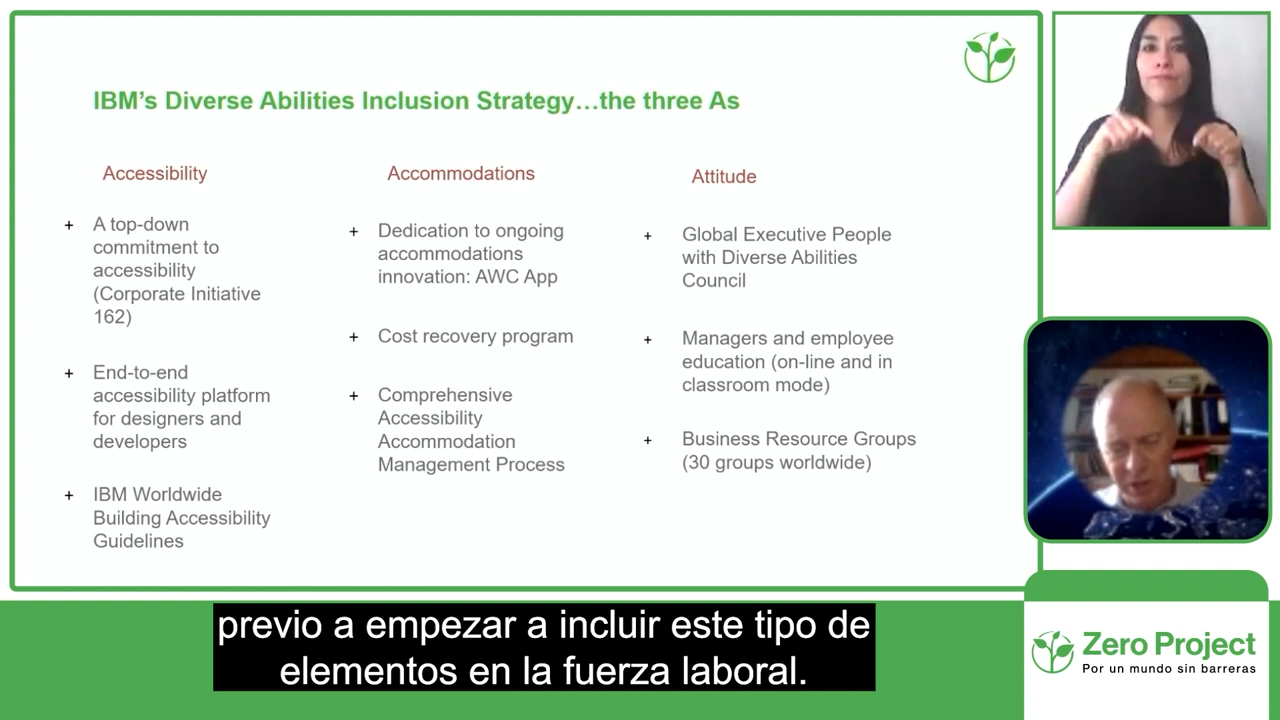 IBM’s Diverse Abilities Inclusion Strategy…the three As
Accessibility
+ A top-down
commitment to
accessibility
(Corporate Initiative
162)
+ End-to-end
accessibility platform
for designers and
developers
+ IBM Worldwide
Building Accessibility
Guidelines
Accommodations
+ Dedication to ongoing
accommodations
innovation: AWC App
+ Cost recovery program
+ Comprehensive
Accessibility
Accommodation
Management Process
Attitude
+ Global Executive People
with Diverse Abilities
Council
+ Managers and employee
education (on-line and in
classroom mode)
+ Business Resource Groups
(30 groups worldwide)
previo a empezar a incluir este tipo de
elementos en la fuerza laboral.
Zero Project
Por un mundo sin barreras